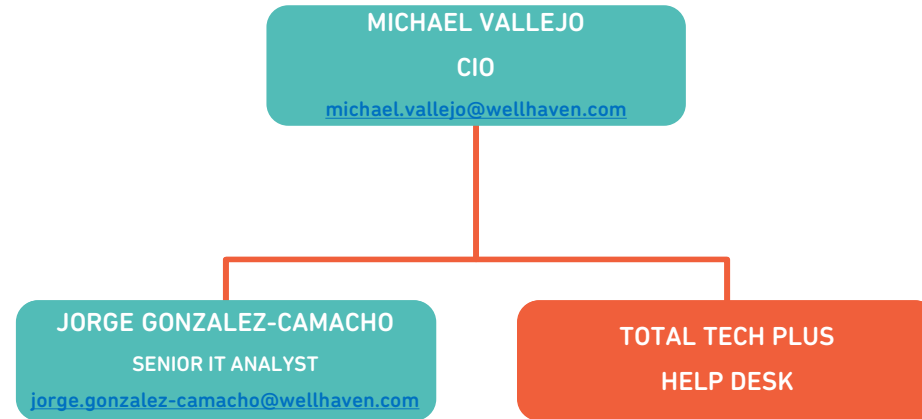 MICHAEL VALLEJO
CIO
michael.vallejo@wellhaven.com
JORGE GONZALEZ-CAMACHO
SENIOR IT ANALYST
jorge.gonzalez-camacho@wellhaven.com
TOTAL TECH PLUS
HELP DESK